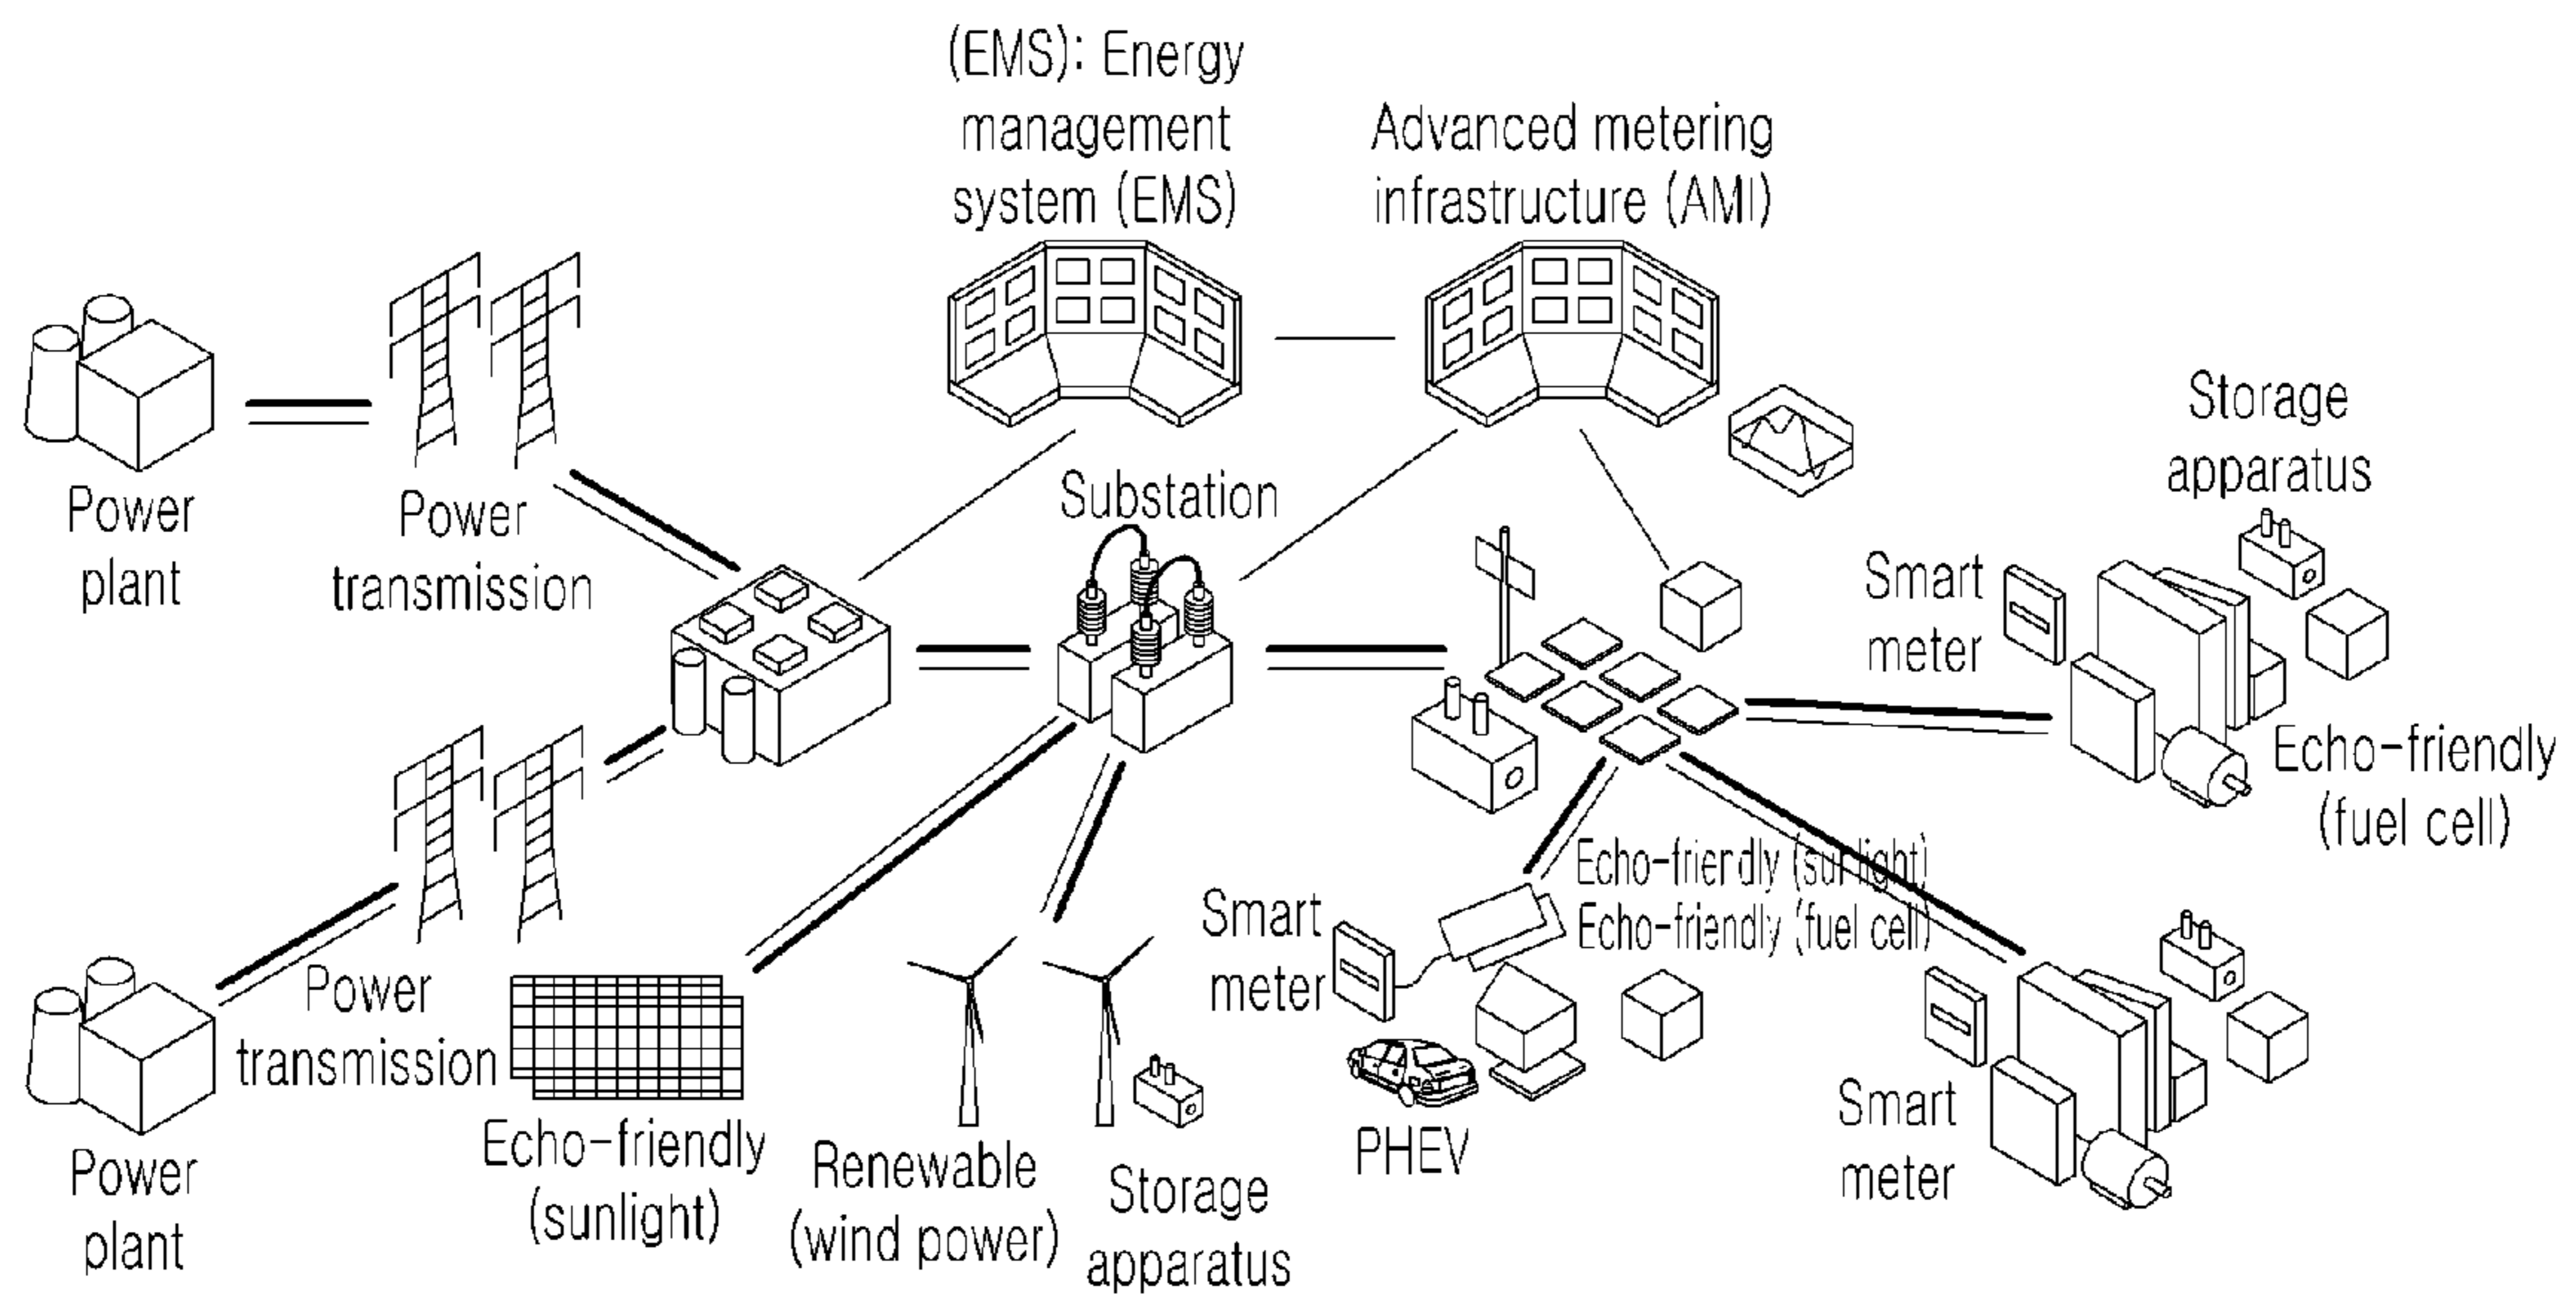 (EMS): Energy
management
system (EMS)
Advanced metering
infrastructure (AMI)
Power
plant
Power
transmission
Substation
Storage
apparatus
Smart
meter
Echo-friendly
(fuel cell)
Echo-friendly (sunlight)
Echo-friendly (fuel cell)
Smart
meter
Power
transmission
Power
plant
Echo-friendly
(sunlight)
Renewable
(wind power)
Storage
apparatus
PHEV
Smart
meter